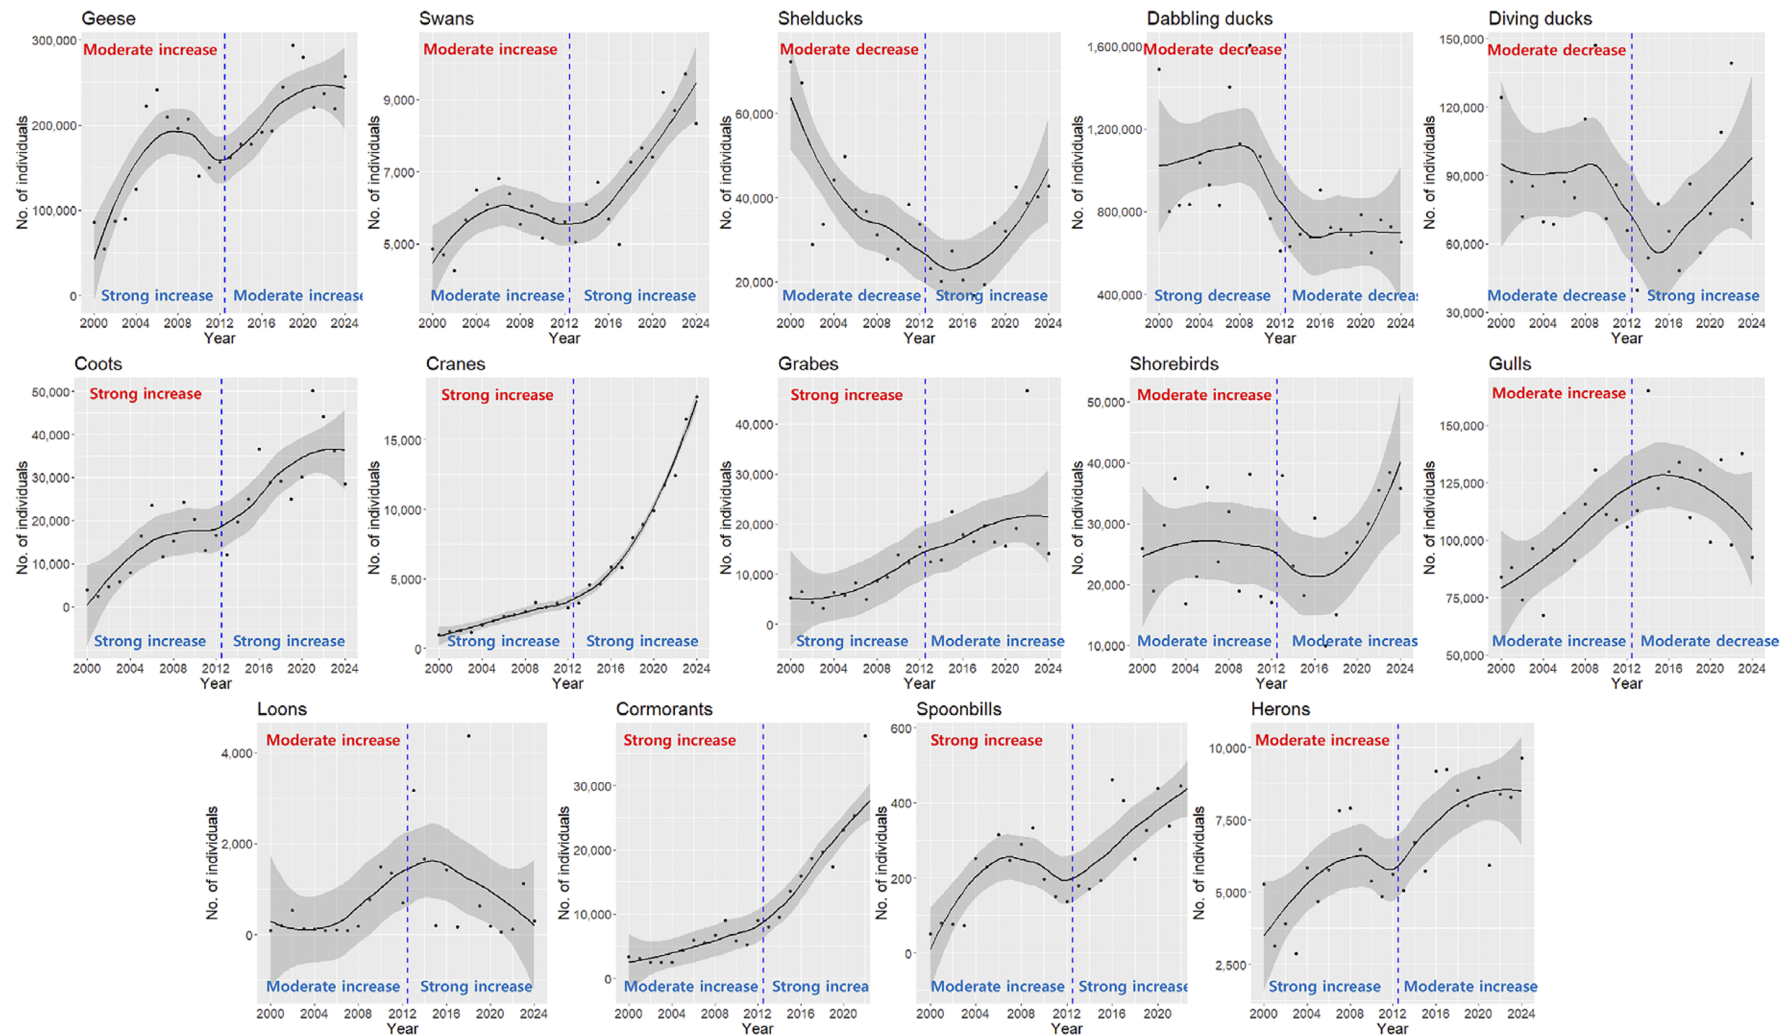 Geese
Swans
Shelducks
Dabbling ducks
Diving ducks
Moderate increase
Moderate increase
Moderate decrease
Moderate decrease
Moderate decrease
No. of individuals
No. of individuals
No. of individuals
No. of individuals
No. of individuals
300,000
200,000
100,000
0
9,000
7,000
5,000
60,000
40,000
20,000
1,600,000
1,200,000
800,000
400,000
150,000
120,000
90,000
60,000
30,000
Strong increase
Moderate increase
Moderate increase
Strong increase
Moderate decrease
Strong increase
Strong decrease
Moderate decreas
Moderate decrease
Strong increase
2000 2004 2008 2012 2016 2020 2024
2000 2004 2008 2012 2016 2020 2024
2000 2004 2008 2012 2016 2020 2024
2000 2004 2008 2012 2016 2020 2024
2000 2004 2008 2012 2016 2020 2024
Year
Year
Year
Year
Year
Coots
Cranes
Grabes
Shorebirds
Gulls
Strong increase
Strong increase
Strong increase
Moderate increase
Moderate increase
No. of individuals
No. of individuals
No. of individuals
No. of individuals
No. of individuals
50,000
40,000
30,000
20,000
10,000
0
15,000
10,000
5,000
0
40,000
30,000
20,000
10,000
0
50,000
40,000
30,000
20,000
10,000
150,000
125,000
100,000
75,000
50,000
Strong increase
Strong increase
Strong increase
Strong increase
Strong increase
Moderate increase
Moderate increase
Moderate increas
Moderate increase
Moderate decrease
2000 2004 2008 2012 2016 2020 2024
2000 2004 2008 2012 2016 2020 2024
2000 2004 2008 2012 2016 2020 2024
2000 2004 2008 2012 2016 2020 2024
2000 2004 2008 2012 2016 2020 2024
Year
Year
Year
Year
Year
Loons
Cormorants
Spoonbills
Herons
Moderate increase
Strong increase
Strong increase
Moderate increase
No. of individuals
No. of individuals
No. of individuals
No. of individuals
4,000
2,000
0
30,000
20,000
10,000
0
600
400
200
0
10,000
7,500
5,000
2,500
Moderate increase
Strong increase
Moderate increase
Strong increa
Moderate increase
Strong increas
Strong increase
Moderate increase
2000 2004 2008 2012 2016 2020 2024
2000 2004 2008 2012 2016 2020
2000 2004 2008 2012 2016 2020
2000 2004 2008 2012 2016 2020 2024
Year
Year
Year
Year